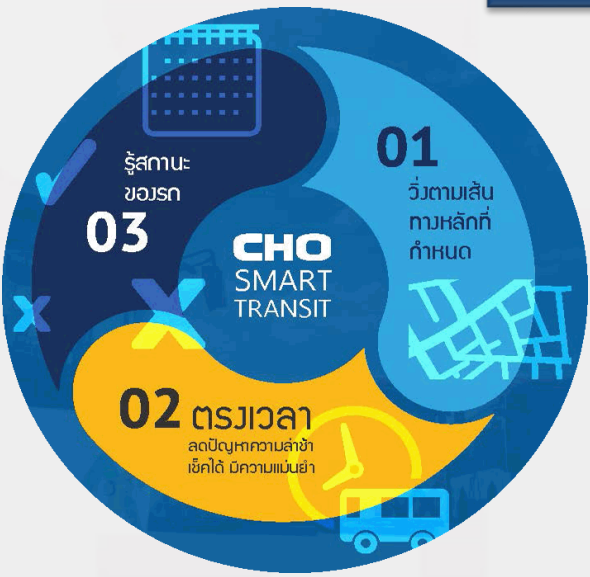 CHO
SMART
TRANSIT
01
วิ่งตามเส้น
ทางหลักที่
กำหนด
02 ตรงเวลา
ลดปัญหาความล่าช้า
เช็คได้ มีความแม่นยำ
รู้สถานะ
ของรถ
03